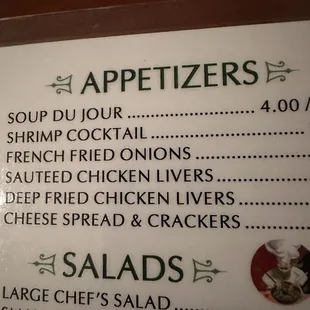 APPETIZERS
SOUP DU JOUR ........................ 4.00 /
SHRIMP COCKTAIL ............................
FRENCH FRIED ONIONS ....................
SAUTEED CHICKEN LIVERS ................
DEEP FRIED CHICKEN LIVERS ............
CHEESE SPREAD & CRACKERS ............
SALADS
LARGE CHEF'S SALAD .......